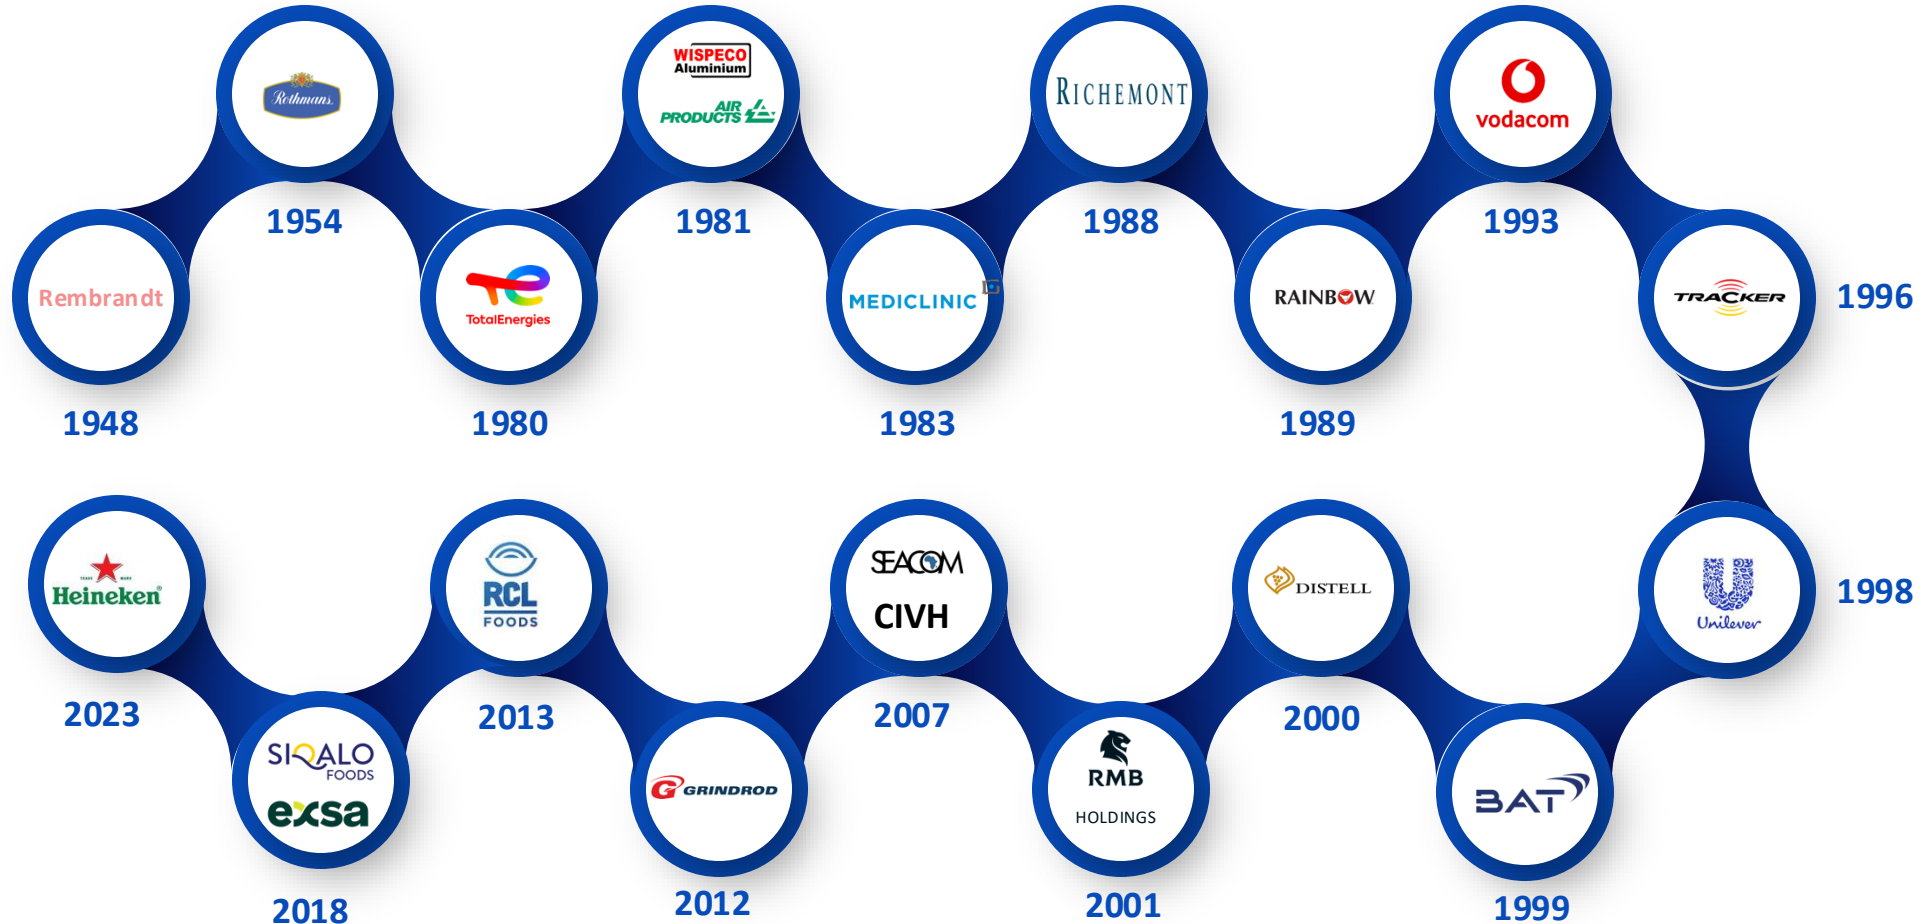 Rothmans
WISPECO
Aluminium
AIR
PRODUCTS
RICHEMONT
vodacom
1954
1981
1988
1993
Rembrandt
TotalEnergies
MEDICLINIC
RAINBOW
TRACKER
1996
1948
1980
1983
1989
TRADE MARK
Heineken
RCL
FOODS
SEACOM
CIVH
DISTELL
Unilever
1998
2023
2013
2007
2000
SIQALO
FOODS
exsa
GRINDROD
RMB
HOLDINGS
BAT
2018
2012
2001
1999